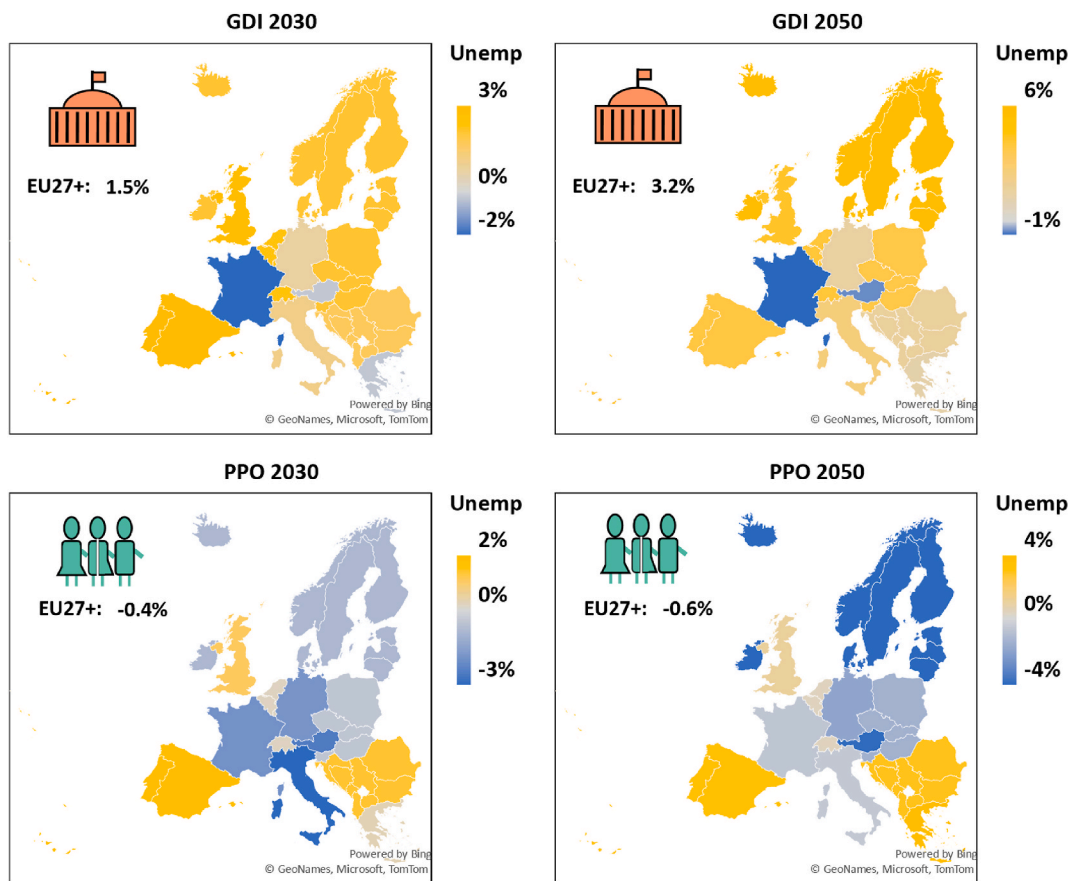 GDI 2030
Unemp
3%
0%
-2%
EU27+: 1.5%
Powered by Bing
© GeoNames, Microsoft, TomTom
GDI 2050
Unemp
6%
-1%
EU27+: 3.2%
Powered by Bing
© GeoNames, Microsoft, TomTom
PPO 2030
Unemp
2%
0%
-3%
EU27+: -0.4%
Powered by Bing
© GeoNames, Microsoft, TomTom
PPO 2050
Unemp
4%
0%
-4%
EU27+: -0.6%
Powered by Bing
© GeoNames, Microsoft, TomTom